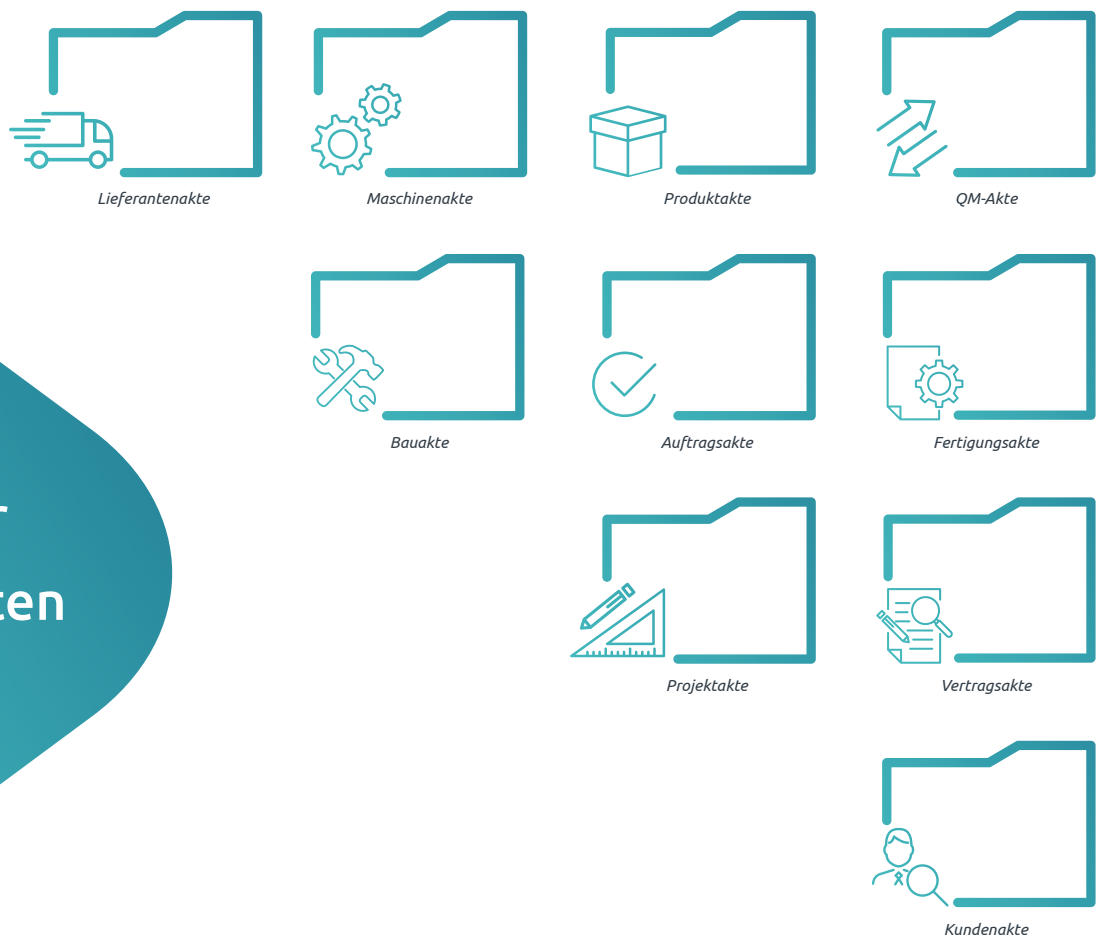 Lieferantenakte
Maschinenakte
Produktakte
QM-Akte
Bauakte
Auftragsakte
Fertigungsakte
Projektakte
Vertragsakte
Kundenakte